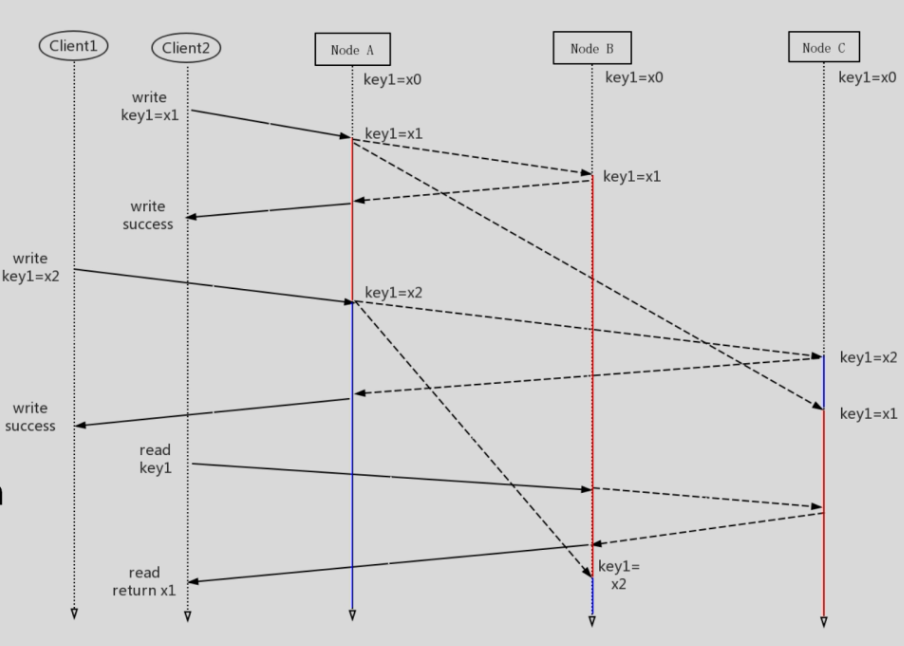 Client1
Client2
Node A
Node B
Node C
key1=x0
key1=x0
key1=x0
write
key1=x1
key1=x1
key1=x1
write
success
write
key1=x2
key1=x2
key1=x2
key1=x1
write
success
read
key1
key1=
x2
read
return x1